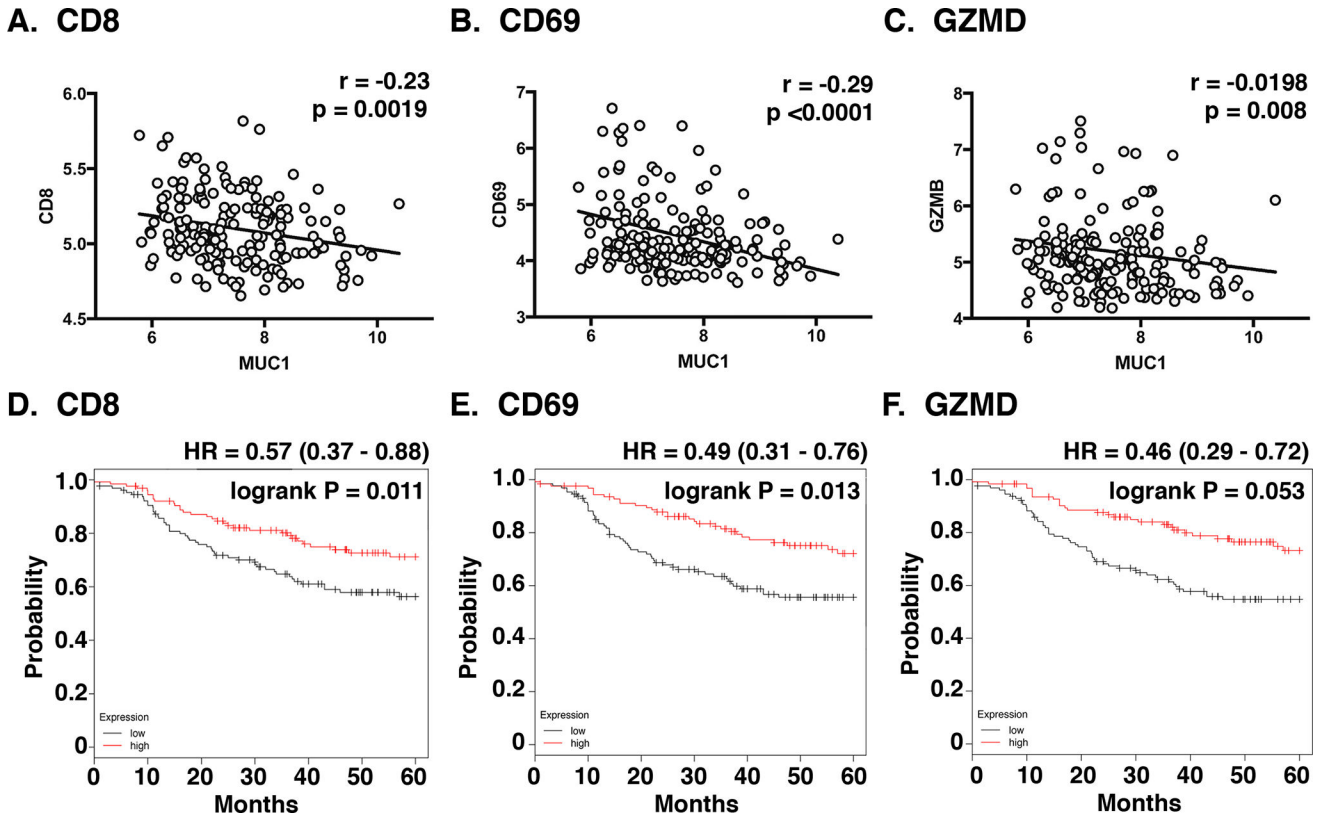 A. CD8
B. CD69
C. GZMD
r = -0.23
p = 0.0019
6.0
5.5
5.0
4.5
CD8
6
8
10
MUC1
r = -0.29
p <0.0001
7
6
5
4
3
CD69
6
8
10
MUC1
r = -0.0198
p = 0.008
8
7
6
5
4
GZMB
6
8
10
MUC1
D. CD8
E. CD69
F. GZMD
HR = 0.57 (0.37 - 0.88)
logrank P = 0.011
1.0
0.8
0.6
0.4
0.2
0
Probability
Expression
low
high
0 10 20 30 40 50 60
Months
HR = 0.49 (0.31 - 0.76)
logrank P = 0.013
1.0
0.8
0.6
0.4
0.2
0
Probability
Expression
low
high
0 10 20 30 40 50 60
Months
HR = 0.46 (0.29 - 0.72)
logrank P = 0.053
1.0
0.8
0.6
0.4
0.2
0
Probability
Expression
low
high
0 10 20 30 40 50 60
Months